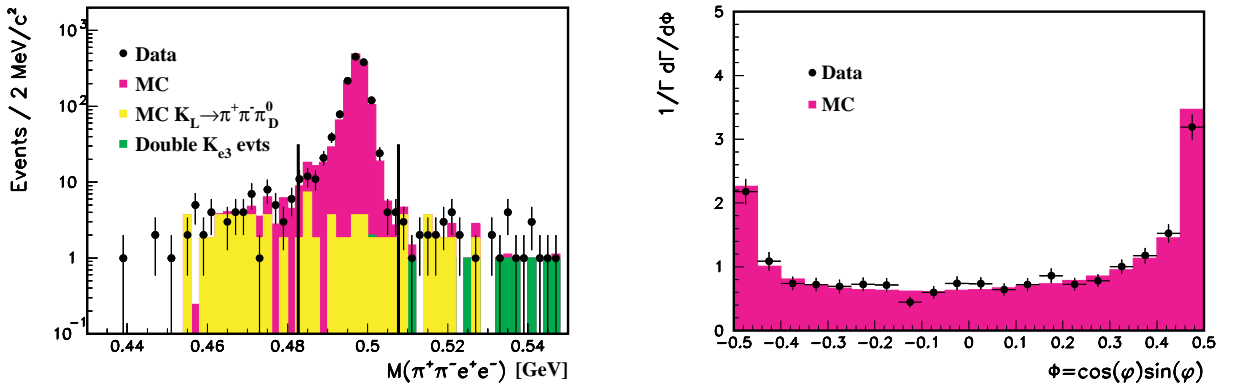 Events / 2 MeV/c²
10³
10²
10
1
10⁻¹
Data
MC
MC K_L→π⁺π⁻π⁰_D
Double K_e3 evts
0.44 0.46 0.48 0.5 0.52 0.54
M(π⁺π⁻e⁺e⁻) [GeV]
1/Γ dΓ/dΦ
5
4
3
2
1
0
Data
MC
-0.5 -0.4 -0.3 -0.2 -0.1 0 0.1 0.2 0.3 0.4 0.5
Φ=cos(φ)sin(φ)